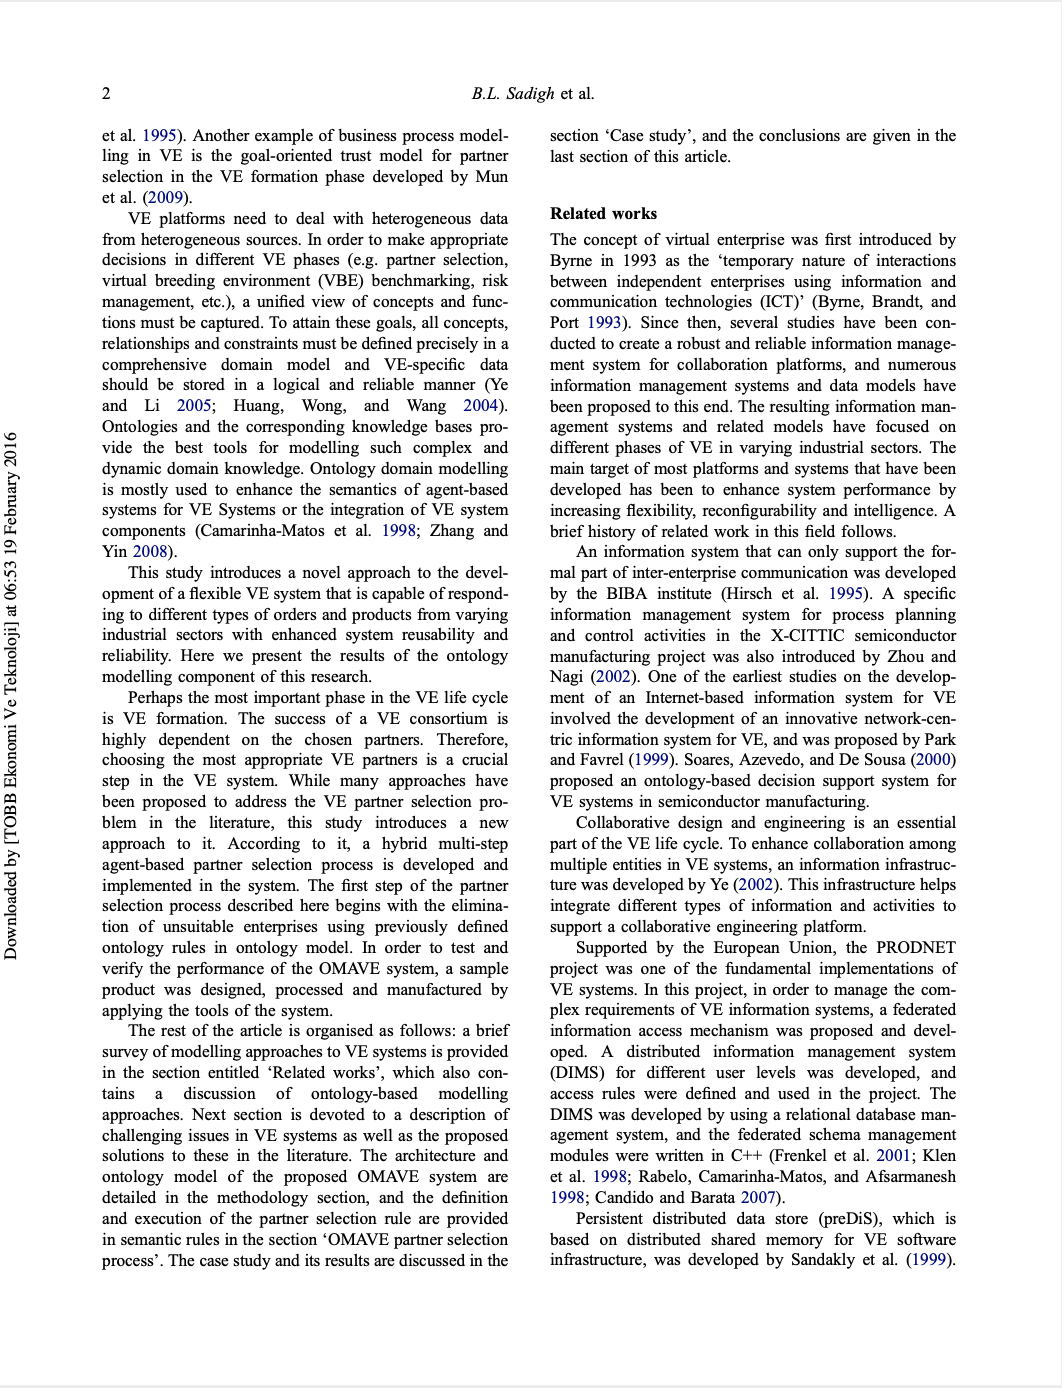 2
B.L. Sadigh et al.
et al. 1995). Another example of business process model-
ling in VE is the goal-oriented trust model for partner
selection in the VE formation phase developed by Mun
et al. (2009).
VE platforms need to deal with heterogeneous data
from heterogeneous sources. In order to make appropriate
decisions in different VE phases (e.g. partner selection,
virtual breeding environment (VBE) benchmarking, risk
management, etc.), a unified view of concepts and func-
tions must be captured. To attain these goals, all concepts,
relationships and constraints must be defined precisely in a
comprehensive domain model and VE-specific data
should be stored in a logical and reliable manner (Ye
and Li 2005; Huang, Wong, and Wang 2004).
Ontologies and the corresponding knowledge bases pro-
vide the best tools for modelling such complex and
dynamic domain knowledge. Ontology domain modelling
is mostly used to enhance the semantics of agent-based
systems for VE Systems or the integration of VE system
components (Camarinha-Matos et al. 1998; Zhang and
Yin 2008).
This study introduces a novel approach to the devel-
opment of a flexible VE system that is capable of respond-
ing to different types of orders and products from varying
industrial sectors with enhanced system reusability and
reliability. Here we present the results of the ontology
modelling component of this research.
Perhaps the most important phase in the VE life cycle
is VE formation. The success of a VE consortium is
highly dependent on the chosen partners. Therefore,
choosing the most appropriate VE partners is a crucial
step in the VE system. While many approaches have
been proposed to address the VE partner selection pro-
blem in the literature, this study introduces a new
approach to it. According to it, a hybrid multi-step
agent-based partner selection process is developed and
implemented in the system. The first step of the partner
selection process described here begins with the elimina-
tion of unsuitable enterprises using previously defined
ontology rules in ontology model. In order to test and
verify the performance of the OMAVE system, a sample
product was designed, processed and manufactured by
applying the tools of the system.
The rest of the article is organised as follows: a brief
survey of modelling approaches to VE systems is provided
in the section entitled ‘Related works’, which also con-
tains a discussion of ontology-based modelling
approaches. Next section is devoted to a description of
challenging issues in VE systems as well as the proposed
solutions to these in the literature. The architecture and
ontology model of the proposed OMAVE system are
detailed in the methodology section, and the definition
and execution of the partner selection rule are provided
in semantic rules in the section ‘OMAVE partner selection
process’. The case study and its results are discussed in the
section ‘Case study’, and the conclusions are given in the
last section of this article.
Related works
The concept of virtual enterprise was first introduced by
Byrne in 1993 as the ‘temporary nature of interactions
between independent enterprises using information and
communication technologies (ICT)’ (Byrne, Brandt, and
Port 1993). Since then, several studies have been con-
ducted to create a robust and reliable information manage-
ment system for collaboration platforms, and numerous
information management systems and data models have
been proposed to this end. The resulting information man-
agement systems and related models have focused on
different phases of VE in varying industrial sectors. The
main target of most platforms and systems that have been
developed has been to enhance system performance by
increasing flexibility, reconfigurability and intelligence. A
brief history of related work in this field follows.
An information system that can only support the for-
mal part of inter-enterprise communication was developed
by the BIBA institute (Hirsch et al. 1995). A specific
information management system for process planning
and control activities in the X-CITTIC semiconductor
manufacturing project was also introduced by Zhou and
Nagi (2002). One of the earliest studies on the develop-
ment of an Internet-based information system for VE
involved the development of an innovative network-cen-
tric information system for VE, and was proposed by Park
and Favrel (1999). Soares, Azevedo, and De Sousa (2000)
proposed an ontology-based decision support system for
VE systems in semiconductor manufacturing.
Collaborative design and engineering is an essential
part of the VE life cycle. To enhance collaboration among
multiple entities in VE systems, an information infrastruc-
ture was developed by Ye (2002). This infrastructure helps
integrate different types of information and activities to
support a collaborative engineering platform.
Supported by the European Union, the PRODNET
project was one of the fundamental implementations of
VE systems. In this project, in order to manage the com-
plex requirements of VE information systems, a federated
information access mechanism was proposed and devel-
oped. A distributed information management system
(DIMS) for different user levels was developed, and
access rules were defined and used in the project. The
DIMS was developed by using a relational database man-
agement system, and the federated schema management
modules were written in C++ (Frenkel et al. 2001; Klen
et al. 1998; Rabelo, Camarinha-Matos, and Afsarmanesh
1998; Candido and Barata 2007).
Persistent distributed data store (preDiS), which is
based on distributed shared memory for VE software
infrastructure, was developed by Sandakly et al. (1999).
Downloaded by [TOBB Ekonomi Ve Teknoloji] at 06:53 19 February 2016